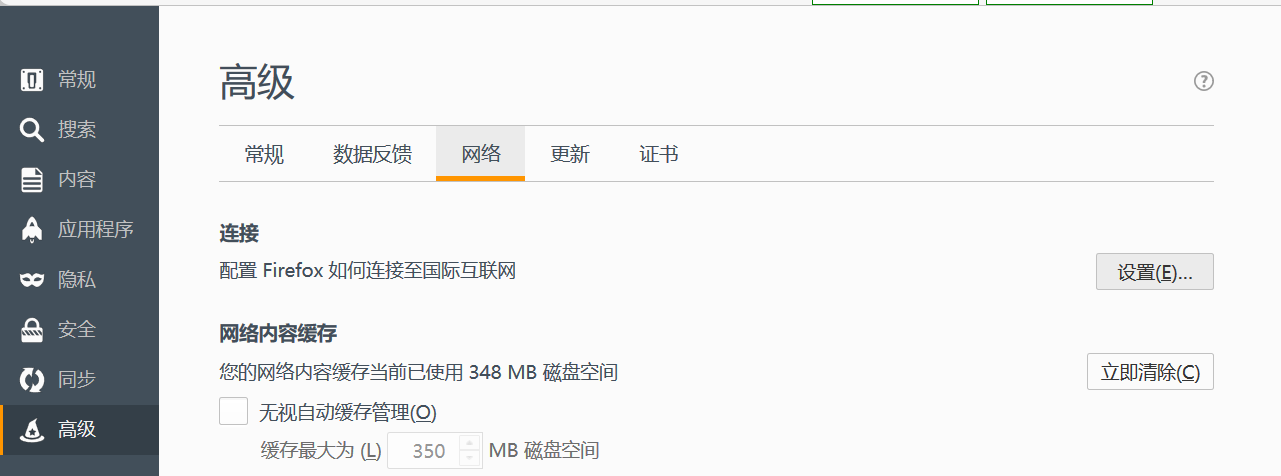 常规
搜索
内容
应用程序
隐私
安全
同步
高级
高级
?
常规 数据反馈 网络 更新 证书
连接
配置 Firefox 如何连接至国际互联网
设置(E)...
网络内容缓存
您的网络内容缓存当前已使用 348 MB 磁盘空间
立即清除(C)
无视自动缓存管理(O)
缓存最大为 (L) 350 MB 磁盘空间